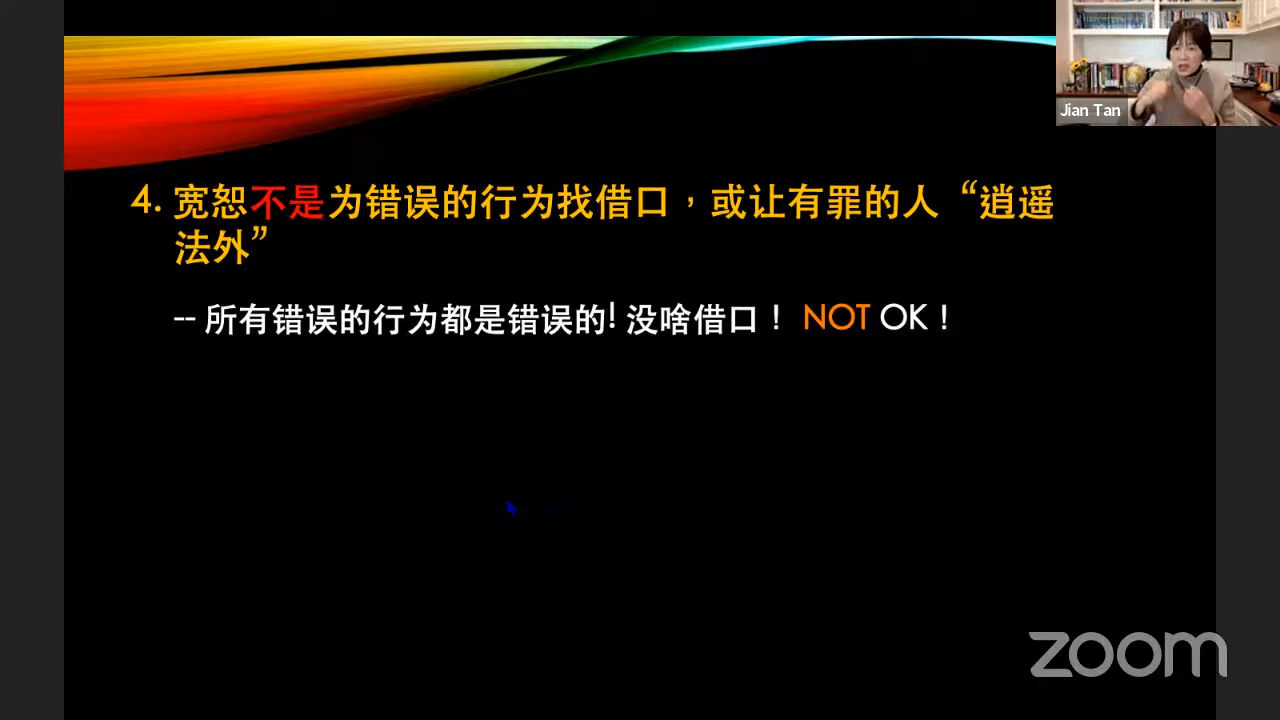 Jian Tan
4. 宽恕不是为错误的行为找借口，或让有罪的人“逍遥
法外”
-- 所有错误的行为都是错误的! 没啥借口！ NOT OK！
zoom